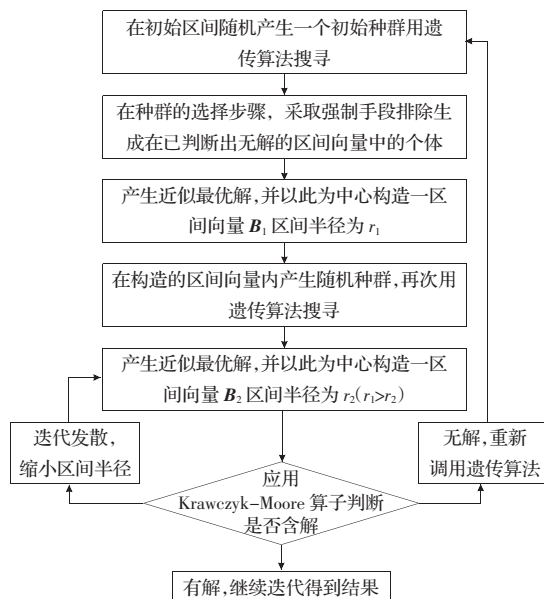 在初始区间随机产生一个初始种群用遗
传算法搜寻
在种群的选择步骤，采取强制手段排除生
成在已判断出无解的区间向量中的个体
产生近似最优解,并以此为中心构造一区
间向量 B₁ 区间半径为 r₁
在构造的区间向量内产生随机种群,再次用
遗传算法搜寻
产生近似最优解,并以此为中心构造一区
间向量 B₂ 区间半径为 r₂(r₁>r₂)
迭代发散，
缩小区间半径
无解,重新
调用遗传算法
应用
Krawczyk-Moore 算子判断
是否含解
有解,继续迭代得到结果